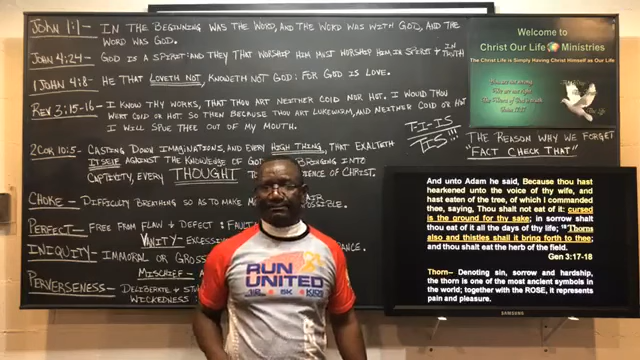 John 1:1- IN THE BEGINNING WAS THE WORD, AND THE WORD WAS WITH GOD, AND THE
WORD WAS GOD.
John 4:24- GOD IS A SPIRIT: AND THEY THAT WORSHIP HIM MUST WORSHIP HIM IN SPIRIT & IN TRUTH
1 John 4:8- HE THAT LOVETH NOT, KNOWETH NOT GOD: FOR GOD IS LOVE.
REV 3:15-16- I KNOW THY WORKS, THAT THOU ART NEITHER COLD NOR HOT. I WOULD THOU
WERT COLD OR HOT. SO THEN BECAUSE THOU ART LUKEWARM, AND NEITHER COLD OR HOT
I WILL SPUE THEE OUT OF MY MOUTH.
2COR 10:5- CASTING DOWN IMAGINATIONS, AND EVERY HIGH THING, THAT EXALTETH
ITSELF AGAINST THE KNOWLEDGE OF GOD BRINGING INTO
CAPTIVITY, EVERY THOUGHT TO OF CHRIST.
CHOKE- DIFFICULTY BREATHING SO AS TO MAKE AIR
PERFECT- FREE FROM FLAW & DEFECT:
VANITY-
INIQUITY- IMMORAL OR
MISCHIEF-
PERVERSENESS- DELIBERATE &
WICKEDNESS
T-I-IS
TIS!!!
Welcome to
Christ Our Life Ministries
The Christ Life is Simply Having Christ Himself as Our Life
THE REASON WHY WE FORGET
"FACT CHECK THAT"
And unto Adam he said, Because thou hast
hearkened unto the voice of thy wife, and
hast eaten of the tree, of which I commanded thee,
saying, Thou shalt not eat of it: cursed
is the ground for thy sake; in sorrow shalt
thou eat of it all the days of thy life; 18 Thorns
also and thistles shall it bring forth to thee;
and thou shalt eat the herb of the field.
Gen 3:17-18
Thorn- Denoting sin, sorrow and hardship,
the thorn is one of the most ancient symbols in
the world; together with the ROSE, it represents
pain and pleasure.
SAMSUNG
RUN
UNITED
5K
KIDS